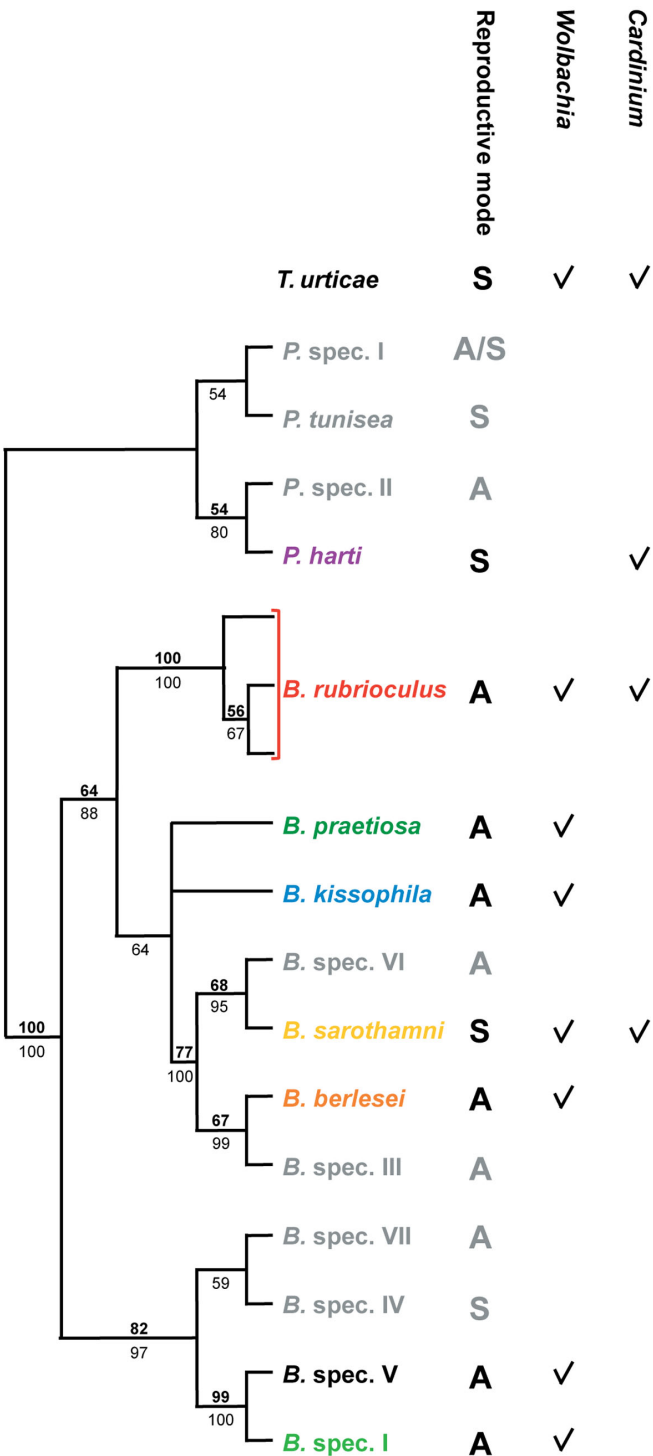 Reproductive mode
Wolbachia
Cardinium
T. urticae S ✓ ✓
P. spec. I A/S
54
P. tunisea S
P. spec. II A
54
80
P. harti S ✓
100
100
B. rubrioculus A ✓ ✓
56
67
64
88
B. praetiosa A ✓
B. kissophila A ✓
64
B. spec. VI A
68
95
B. sarothamni S ✓ ✓
100
100
77
100
B. berlesei A ✓
67
99
B. spec. III A
B. spec. VII A
59
B. spec. IV S
82
97
B. spec. V A ✓
99
100
B. spec. I A ✓